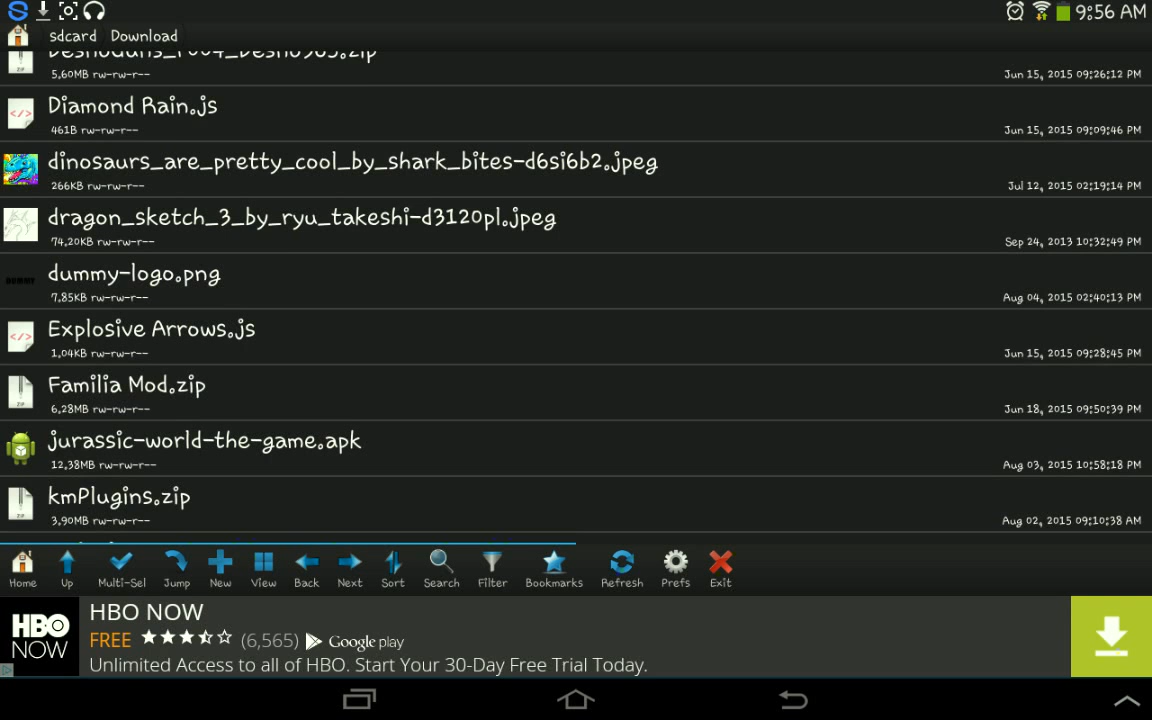 9:56 AM
sdcard Download
5,60MB rw-rw-r-- Jun 15, 2015 09:26:12 PM
Diamond Rain.js
461B rw-rw-r-- Jun 15, 2015 09:09:46 PM
dinosaurs_are_pretty_cool_by_shark_bites-d6si6b2.jpeg
266KB rw-rw-r-- Jul 12, 2015 02:19:14 PM
dragon_sketch_3_by_ryu_takeshi-d3120pl.jpeg
74,20KB rw-rw-r-- Sep 24, 2013 10:32:49 PM
dummy-logo.png
7,85KB rw-rw-r-- Aug 04, 2015 02:40:13 PM
Explosive Arrows.js
1,04KB rw-rw-r-- Jun 15, 2015 09:28:45 PM
Familia Mod.zip
6,28MB rw-rw-r-- Jun 18, 2015 09:50:39 PM
jurassic-world-the-game.apk
12,38MB rw-rw-r-- Aug 03, 2015 10:58:18 PM
kmPlugins.zip
3,90MB rw-rw-r-- Aug 02, 2015 09:10:38 AM
Home Up Multi-Sel Jump New View Back Next Sort Search Filter Bookmarks Refresh Prefs Exit
HBO NOW
HBO NOW
FREE (6,565) Google play
Unlimited Access to all of HBO. Start Your 30-Day Free Trial Today.